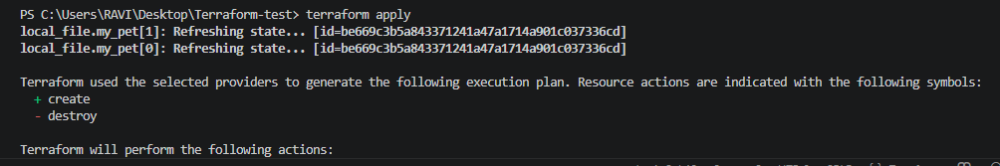 PS C:\Users\RAVI\Desktop\Terraform-test> terraform apply
local_file.my_pet[1]: Refreshing state... [id=be669c3b5a843371241a47a1714a901c037336cd]
local_file.my_pet[0]: Refreshing state... [id=be669c3b5a843371241a47a1714a901c037336cd]
Terraform used the selected providers to generate the following execution plan. Resource actions are indicated with the following symbols:
+ create
- destroy
Terraform will perform the following actions: